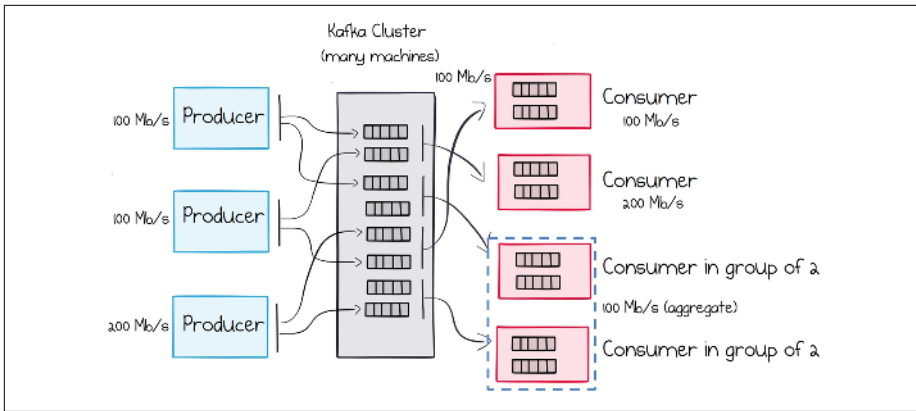 Kafka Cluster
(many machines)
100 Mb/s
Producer
100 Mb/s
Producer
200 Mb/s
Producer
100 Mb/s
Consumer
100 Mb/s
Consumer
200 Mb/s
Consumer in group of 2
100 Mb/s (aggregate)
Consumer in group of 2